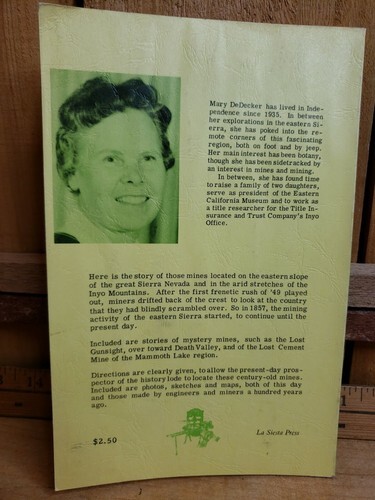 Mary DeDecker has lived in Inde-
pendence since 1935. In between
her explorations in the eastern Si-
erra, she has poked into the re-
mote corners of this fascinating
region, both on foot and by jeep.
Her main interest has been botany,
though she has been sidetracked by
an interest in mines and mining.
In between, she has found time
to raise a family of two daughters,
serve as president of the Eastern
California Museum and to work as
a title researcher for the Title In-
surance and Trust Company's Inyo
Office.
Here is the story of those mines located on the eastern slope
of the great Sierra Nevada and in the arid stretches of the
Inyo Mountains. After the first frenetic rush of '49 played
out, miners drifted back of the crest to look at the country
that they had blindly scrambled over. So in 1857, the mining
activity of the eastern Sierra started, to continue until the
present day.
Included are stories of mystery mines, such as the Lost
Gunsight, over toward Death Valley, and of the Lost Cement
Mine of the Mammoth Lake region.
Directions are clearly given, to allow the present-day pros-
pector of the history lode to locate these century-old mines.
Included are photos, sketches and maps, both of this day
and those made by engineers and miners a hundred years
ago.
$2.50
La Siesta Press